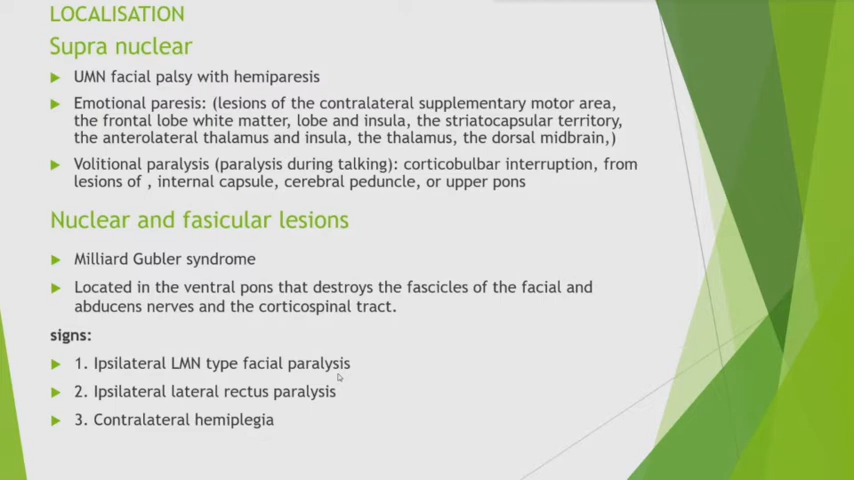 LOCALISATION
Supra nuclear
UMN facial palsy with hemiparesis
Emotional paresis: (lesions of the contralateral supplementary motor area,
the frontal lobe white matter, lobe and insula, the striatocapsular territory,
the anterolateral thalamus and insula, the thalamus, the dorsal midbrain,)
Volitional paralysis (paralysis during talking): corticobulbar interruption, from
lesions of , internal capsule, cerebral peduncle, or upper pons
Nuclear and fasicular lesions
Milliard Gubler syndrome
Located in the ventral pons that destroys the fascicles of the facial and
abducens nerves and the corticospinal tract.
signs:
1. Ipsilateral LMN type facial paralysis
2. Ipsilateral lateral rectus paralysis
3. Contralateral hemiplegia